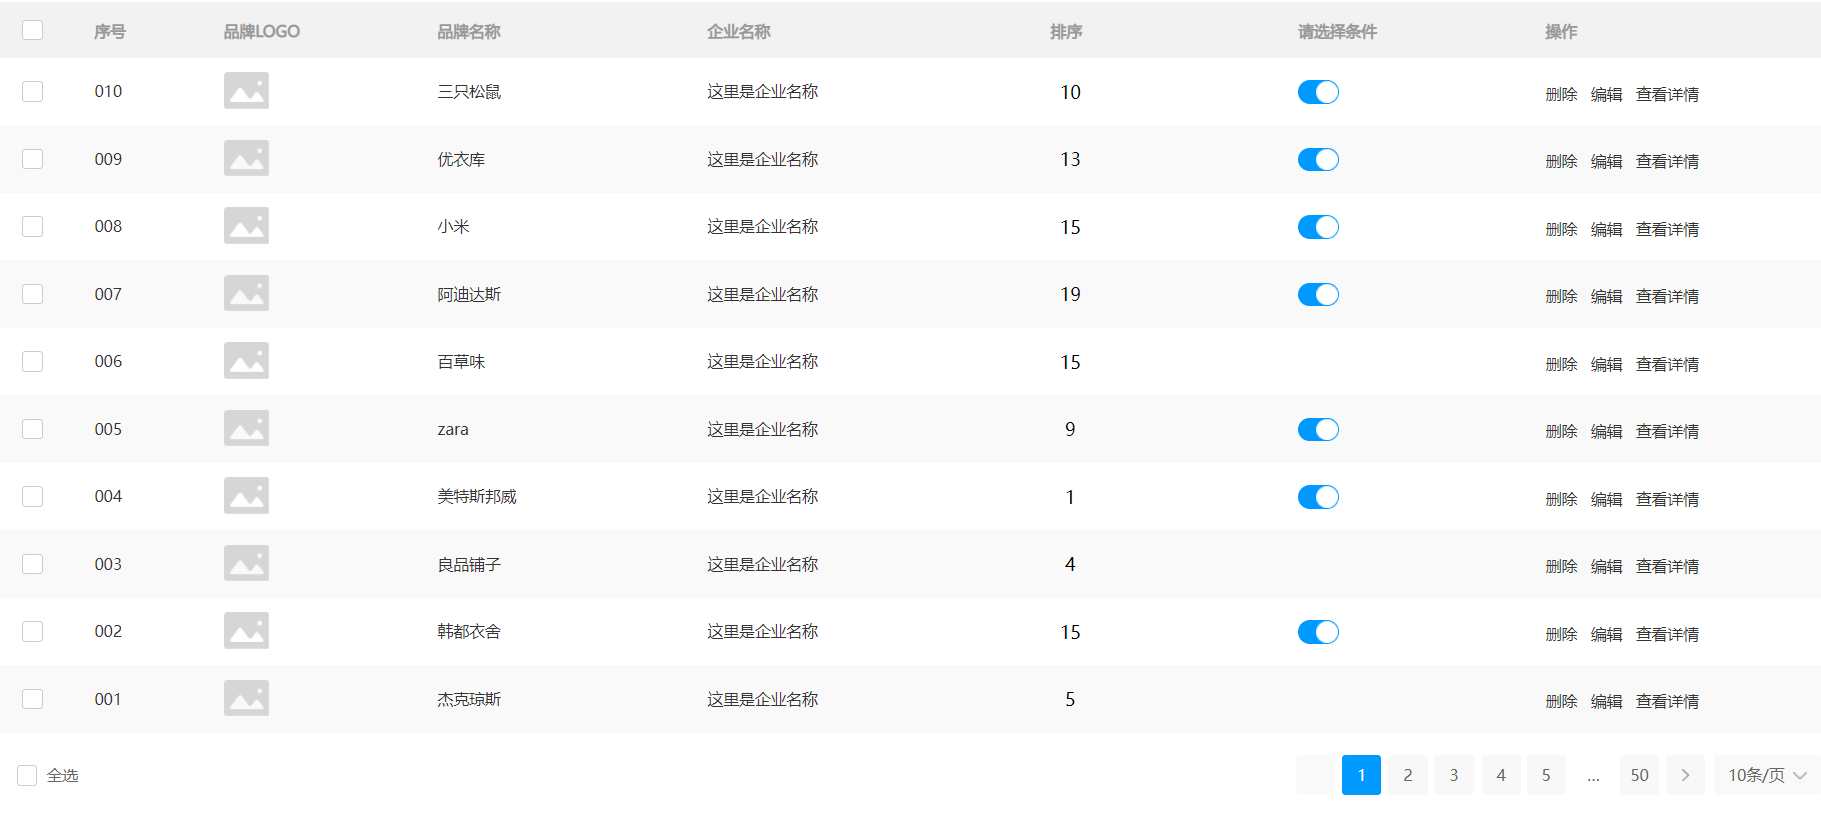 序号 品牌LOGO 品牌名称 企业名称 排序 请选择条件 操作
010 三只松鼠 这里是企业名称 10 删除 编辑 查看详情
009 优衣库 这里是企业名称 13 删除 编辑 查看详情
008 小米 这里是企业名称 15 删除 编辑 查看详情
007 阿迪达斯 这里是企业名称 19 删除 编辑 查看详情
006 百草味 这里是企业名称 15 删除 编辑 查看详情
005 zara 这里是企业名称 9 删除 编辑 查看详情
004 美特斯邦威 这里是企业名称 1 删除 编辑 查看详情
003 良品铺子 这里是企业名称 4 删除 编辑 查看详情
002 韩都衣舍 这里是企业名称 15 删除 编辑 查看详情
001 杰克琼斯 这里是企业名称 5 删除 编辑 查看详情
全选 1 2 3 4 5 ... 50 10条/页